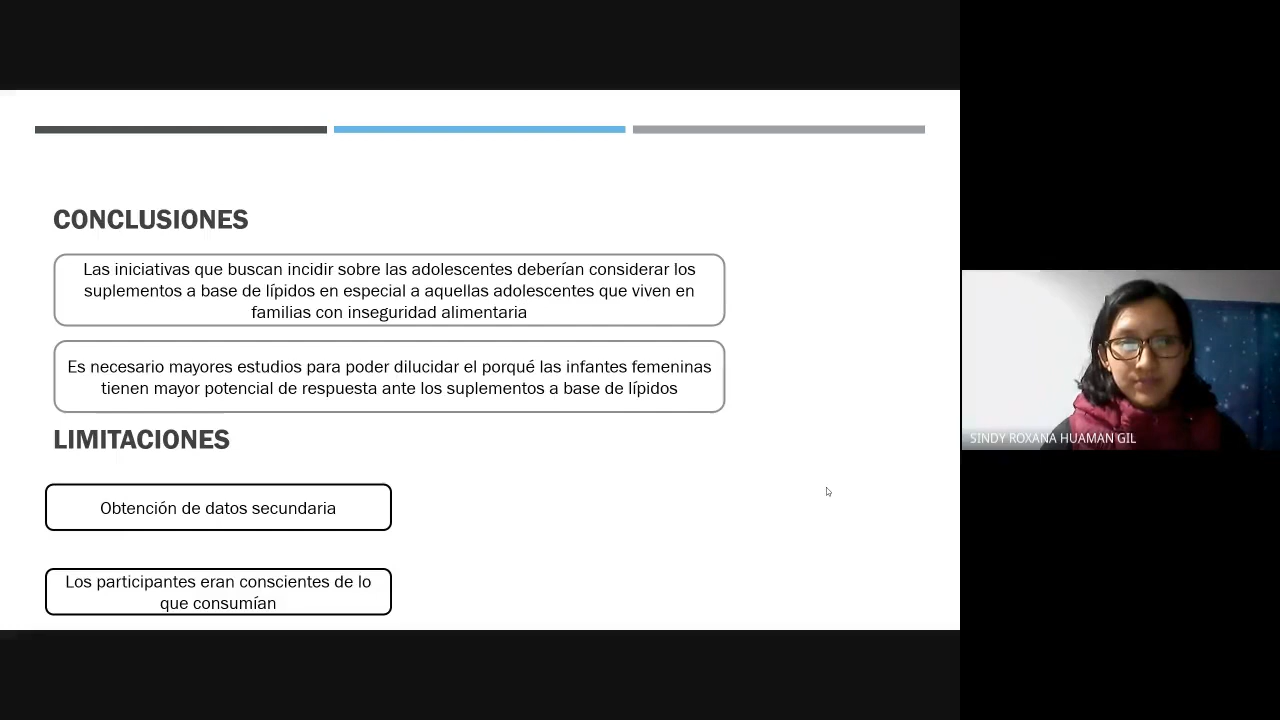 CONCLUSIONES
Las iniciativas que buscan incidir sobre las adolescentes deberían considerar los
suplementos a base de lípidos en especial a aquellas adolescentes que viven en
familias con inseguridad alimentaria
Es necesario mayores estudios para poder dilucidar el porqué las infantes femeninas
tienen mayor potencial de respuesta ante los suplementos a base de lípidos
LIMITACIONES
Obtención de datos secundaria
Los participantes eran conscientes de lo
que consumían
SINDY ROXANA HUAMAN GIL